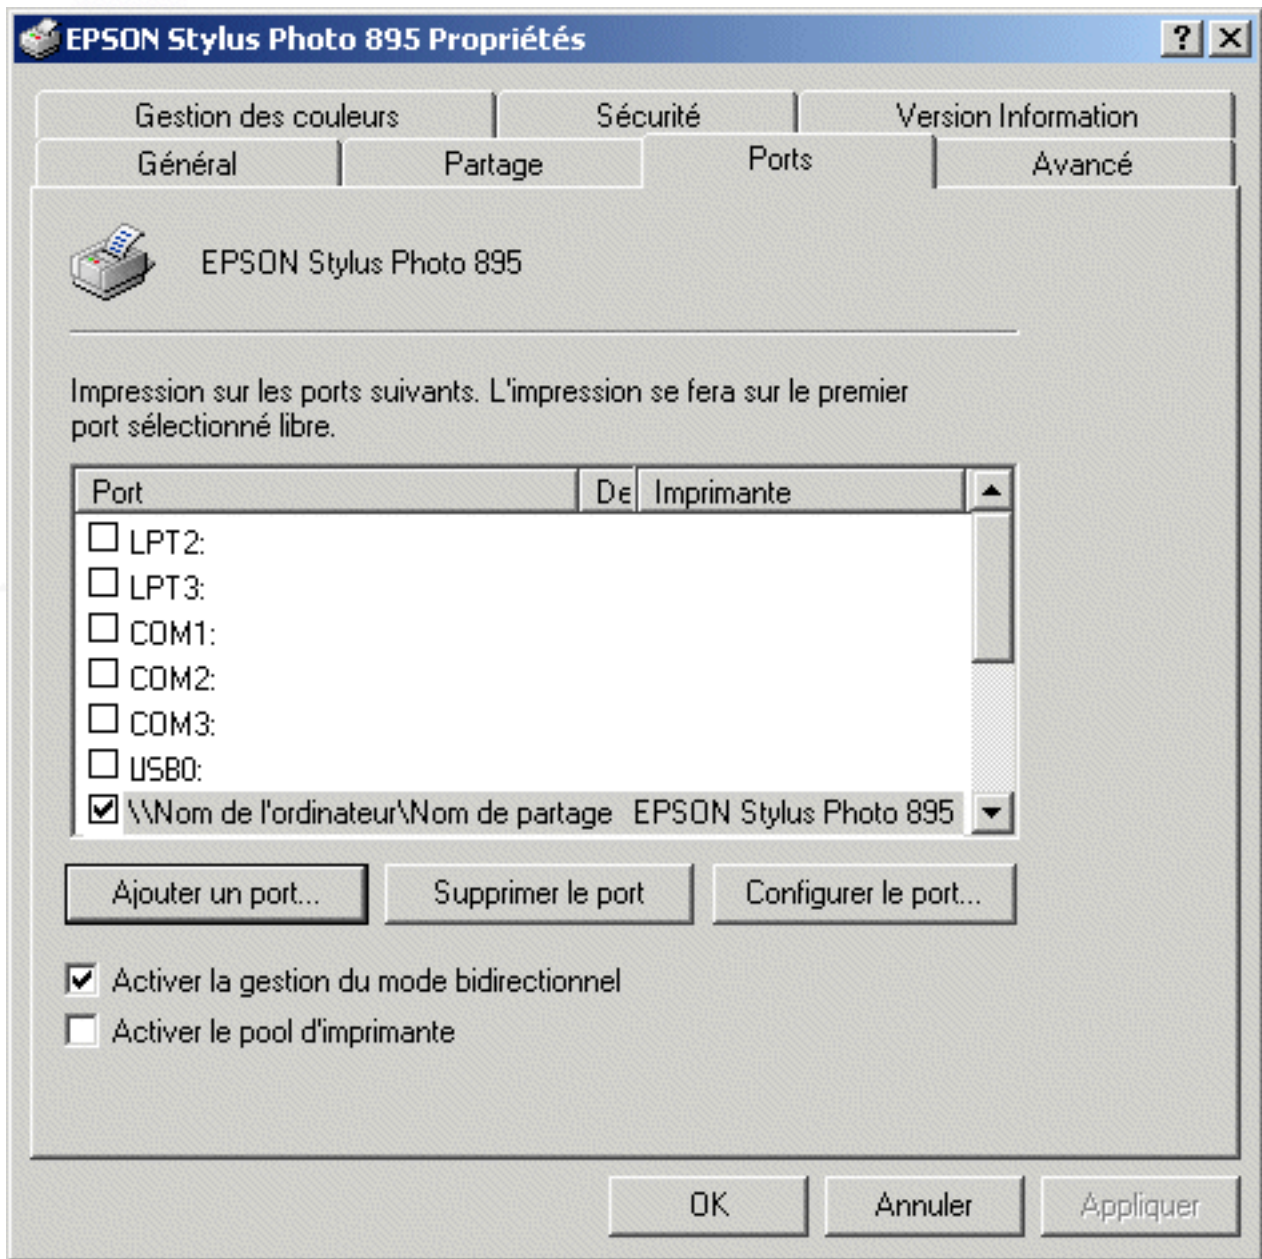 EPSON Stylus Photo 895 Propriétés
Gestion des couleurs Sécurité Version Information
Général Partage Ports Avancé
EPSON Stylus Photo 895
Impression sur les ports suivants. L'impression se fera sur le premier
port sélectionné libre.
Port De Imprimante
LPT2:
LPT3:
COM1:
COM2:
COM3:
USB0:
\\Nom de l'ordinateur\Nom de partage EPSON Stylus Photo 895
Ajouter un port... Supprimer le port Configurer le port...
Activer la gestion du mode bidirectionnel
Activer le pool d'imprimante
OK Annuler Appliquer